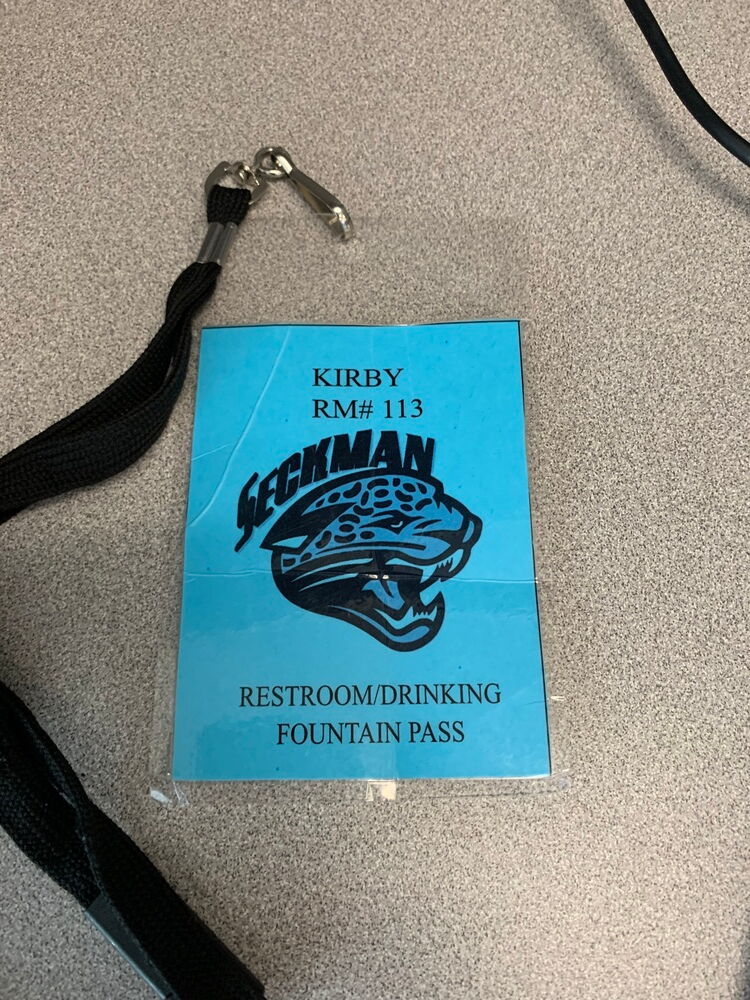 KIRBY
RM# 113
SECKMAN
RESTROOM/DRINKING
FOUNTAIN PASS